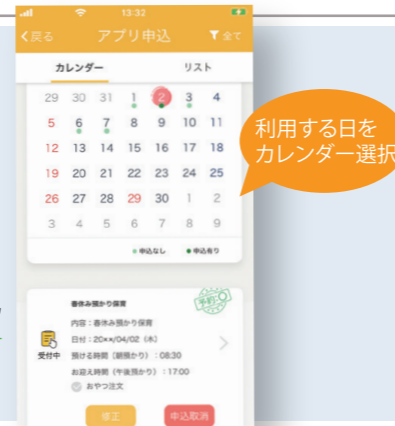 13:32
戻る アプリ申込 全て
カレンダー リスト
29 30 31 1 2 3 4
5 6 7 8 9 10 11
12 13 14 15 16 17 18
19 20 21 22 23 24 25
26 27 28 29 30 1 2
3 4 5 6 7 8 9
申込なし 申込有り
利用する日を
カレンダー選択
春休み預かり保育
予約
内容：春休み預かり保育
日付：20××/04/02（木）
受付中
預ける時間（朝預かり）：08:30
お迎え時間（午後預かり）：17:00
おやつ注文
修正 申込取消